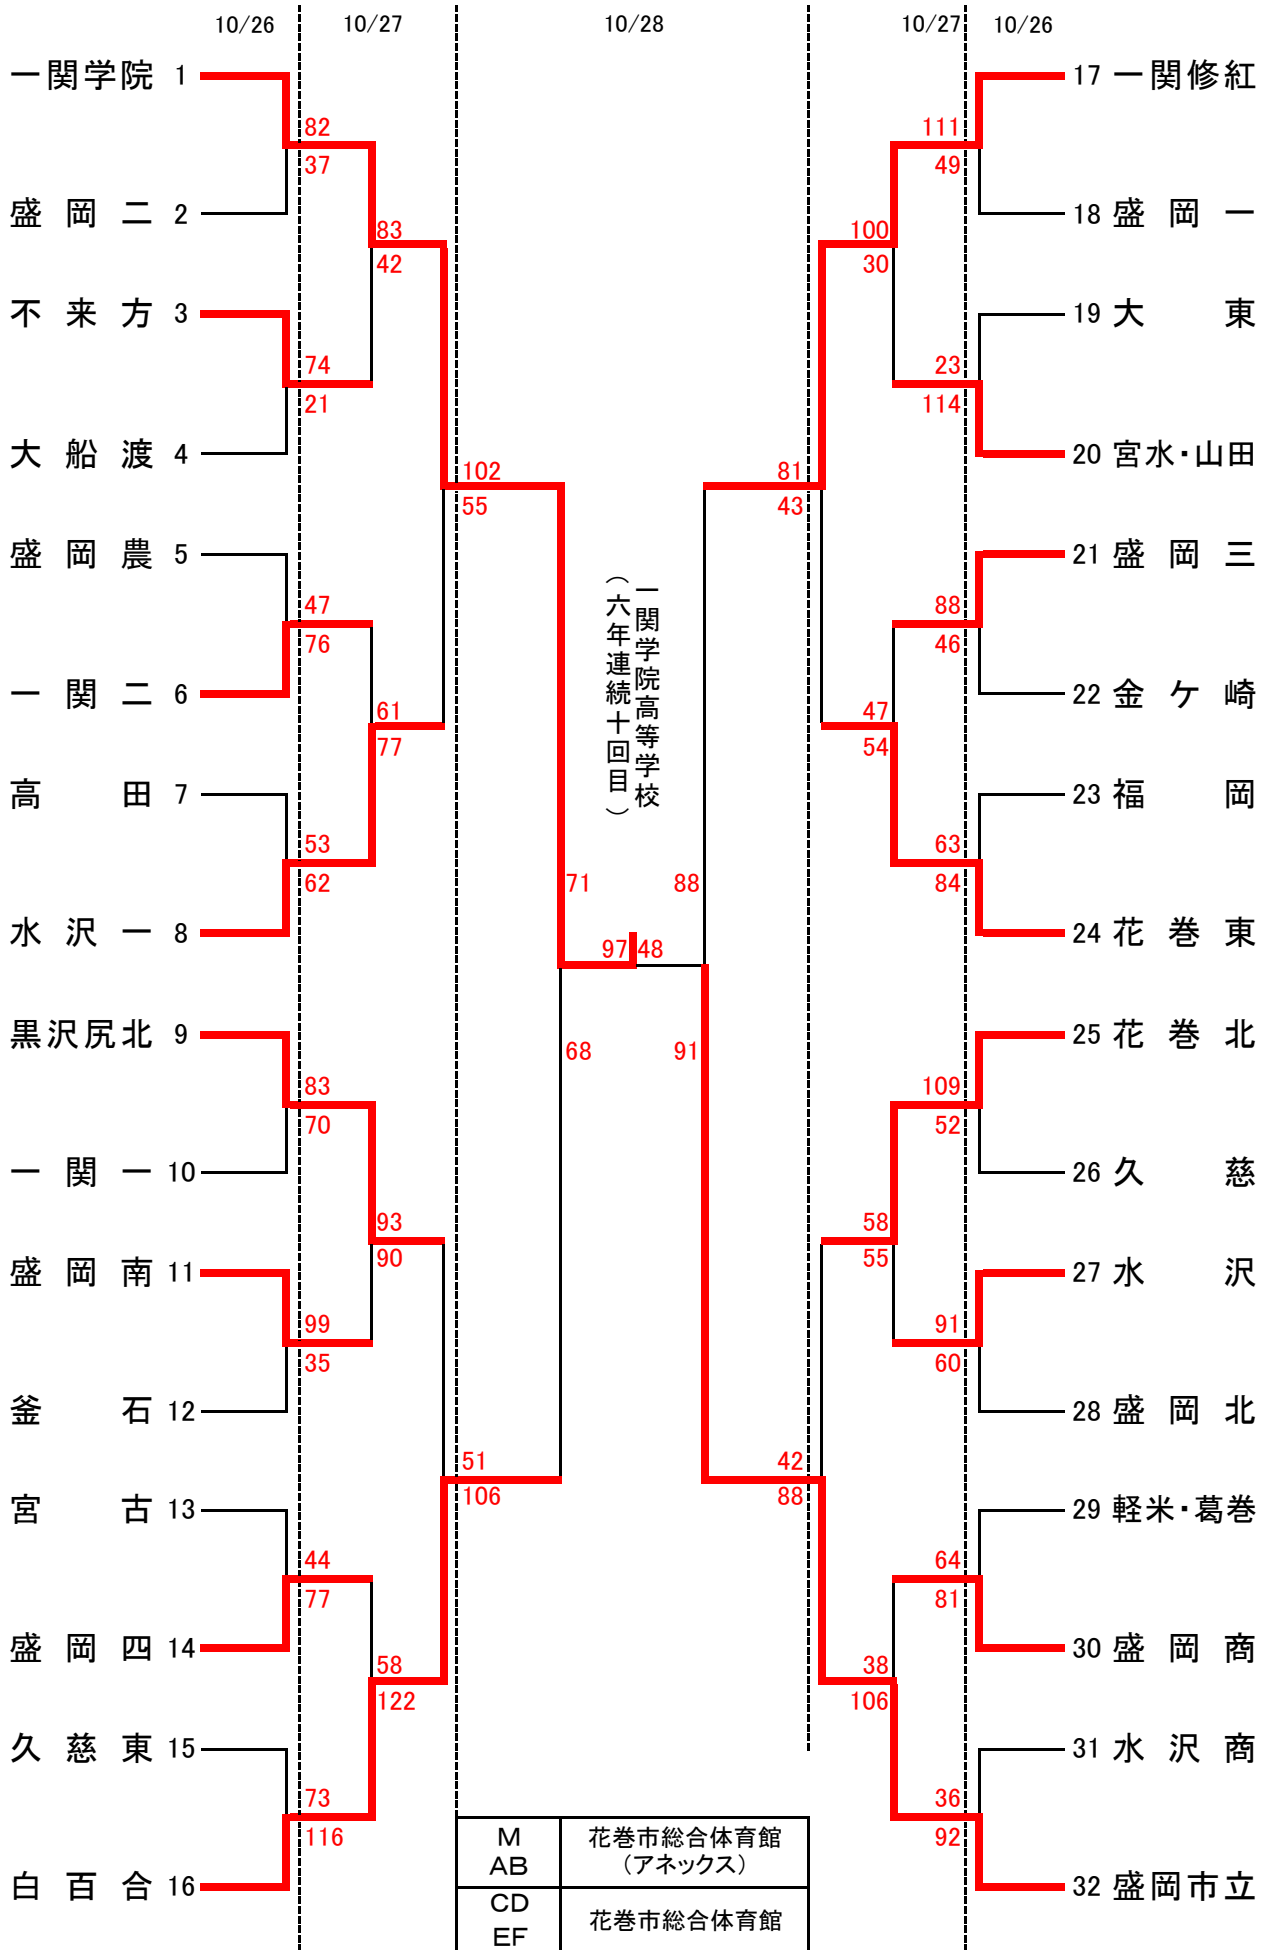 10/26 10/27 10/28 10/27 10/26
一関学院 1
82
37
盛岡二 2
83
42
不来方 3
74
21
大船渡 4
102
55
盛岡農 5
47
76
一関二 6
61
77
高田 7
53
62
水沢一 8
黒沢尻北 9
83
70
一関一 10
93
90
盛岡南 11
99
35
釜石 12
51
106
宮古 13
44
77
盛岡四 14
58
122
久慈東 15
73
116
白百合 16
一関学院高等学校
（六年連続十回目）
71
88
97 48
68
91
17 一関修紅
111
49
18 盛岡一
100
30
19 大東
23
114
20 宮水・山田
81
43
21 盛岡三
88
46
22 金ケ崎
47
54
23 福岡
63
84
24 花巻東
25 花巻北
109
52
26 久慈
58
55
27 水沢
91
60
28 盛岡北
42
88
29 軽米・葛巻
64
81
30 盛岡商
38
106
31 水沢商
36
92
32 盛岡市立
M
AB
花巻市総合体育館
（アネックス）
CD
EF
花巻市総合体育館